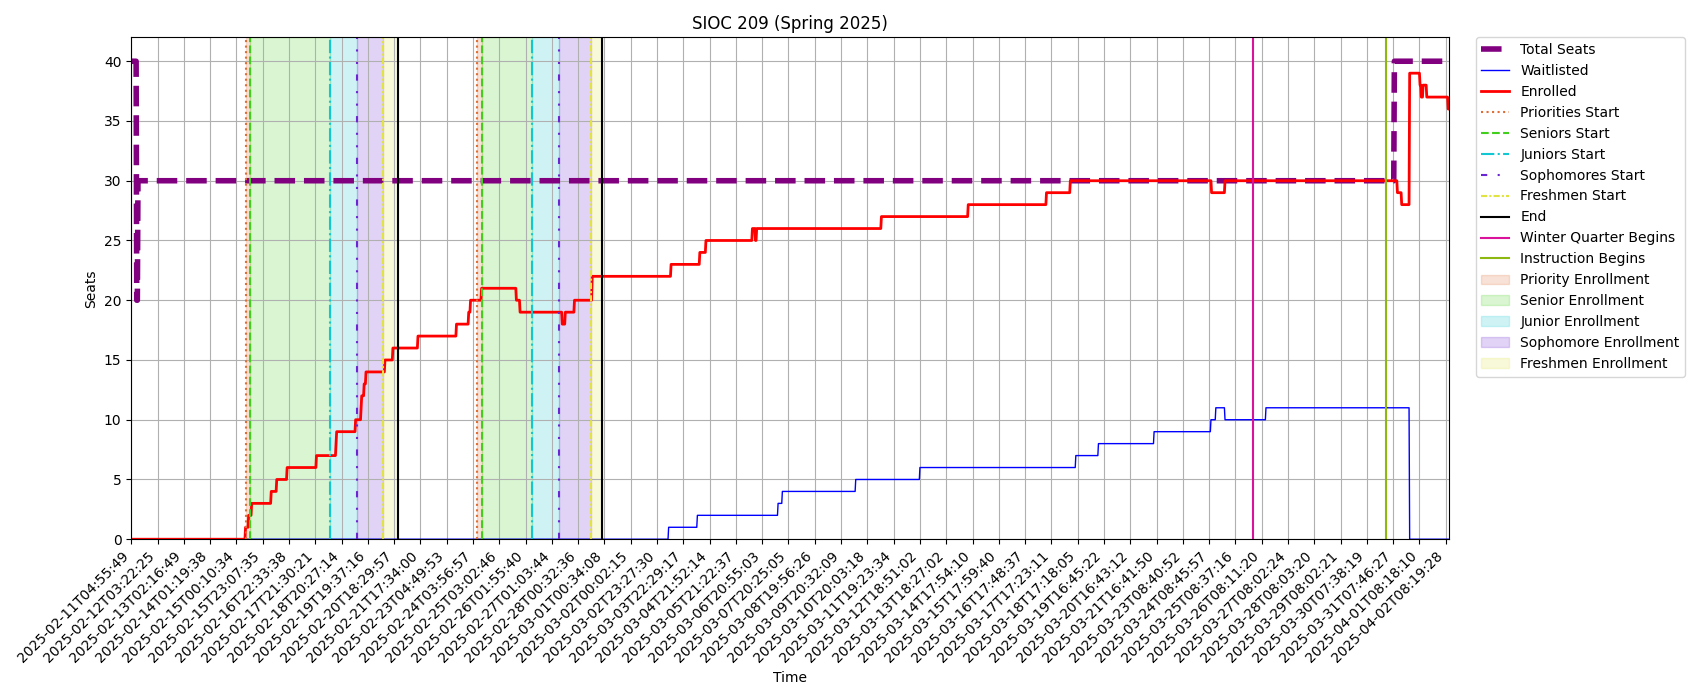 SIOC 209 (Spring 2025)
Seats
40
35
30
25
20
15
10
5
0
2025-02-11T04:55:49
2025-02-12T03:22:25
2025-02-13T02:16:49
2025-02-14T01:19:38
2025-02-15T00:10:34
2025-02-15T23:07:35
2025-02-16T22:33:38
2025-02-17T21:30:21
2025-02-18T20:27:14
2025-02-19T19:37:16
2025-02-20T18:29:57
2025-02-21T17:34:00
2025-02-23T04:49:53
2025-02-24T03:56:57
2025-02-25T03:02:46
2025-02-26T01:55:40
2025-02-27T01:03:44
2025-02-28T00:32:36
2025-03-01T00:34:08
2025-03-02T00:02:15
2025-03-02T23:27:30
2025-03-03T22:29:17
2025-03-04T21:52:14
2025-03-05T21:22:37
2025-03-06T20:55:03
2025-03-07T20:25:05
2025-03-08T19:56:26
2025-03-09T20:32:09
2025-03-10T20:03:18
2025-03-11T19:23:34
2025-03-12T18:51:02
2025-03-13T18:27:02
2025-03-14T17:54:10
2025-03-15T17:59:40
2025-03-16T17:48:37
2025-03-17T17:23:11
2025-03-18T17:18:05
2025-03-19T16:45:22
2025-03-20T16:43:12
2025-03-21T16:41:50
2025-03-23T08:40:52
2025-03-24T08:45:57
2025-03-25T08:37:16
2025-03-26T08:11:20
2025-03-27T08:02:24
2025-03-28T08:03:20
2025-03-29T08:02:21
2025-03-30T07:38:19
2025-03-31T07:46:27
2025-04-01T08:18:10
2025-04-02T08:19:28
Time
Total Seats
Waitlisted
Enrolled
Priorities Start
Seniors Start
Juniors Start
Sophomores Start
Freshmen Start
End
Winter Quarter Begins
Instruction Begins
Priority Enrollment
Senior Enrollment
Junior Enrollment
Sophomore Enrollment
Freshmen Enrollment